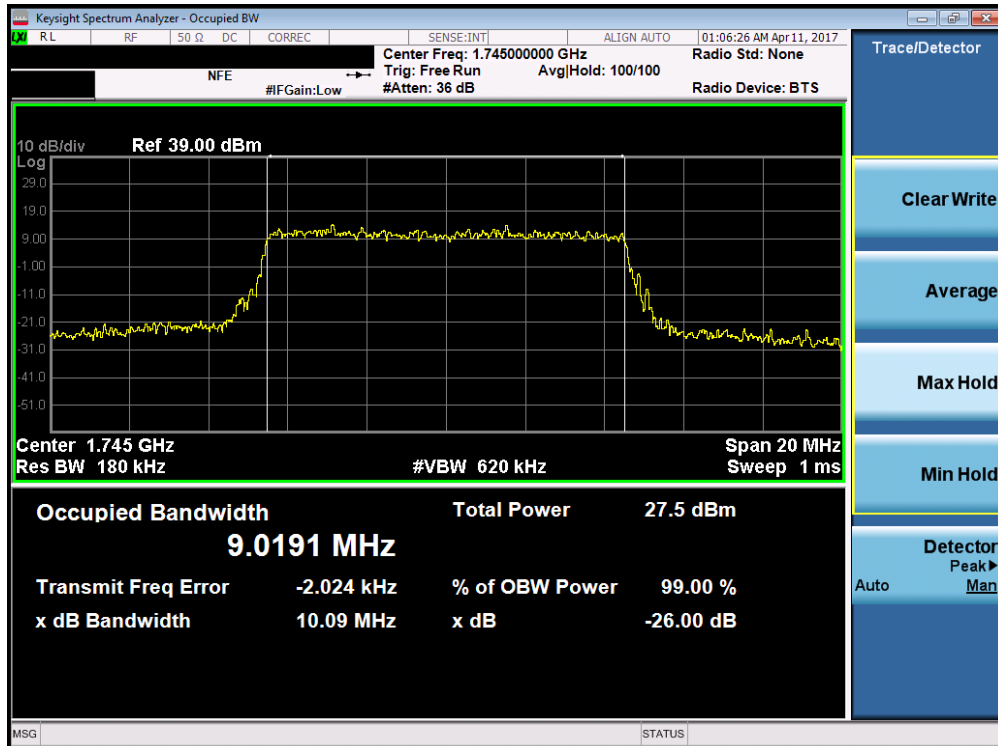 Keysight Spectrum Analyzer - Occupied BW
LXI RL RF 50 Ω DC CORREC SENSE:INT ALIGN AUTO 01:06:26 AM Apr 11, 2017
Center Freq: 1.745000000 GHz Radio Std: None
NFE Trig: Free Run Avg|Hold: 100/100
#IFGain:Low #Atten: 36 dB Radio Device: BTS
10 dB/div Ref 39.00 dBm
Log
29.0
19.0
9.00
-1.00
-11.0
-21.0
-31.0
-41.0
-51.0
Center 1.745 GHz Span 20 MHz
Res BW 180 kHz #VBW 620 kHz Sweep 1 ms
Occupied Bandwidth Total Power 27.5 dBm
9.0191 MHz
Transmit Freq Error -2.024 kHz % of OBW Power 99.00 %
x dB Bandwidth 10.09 MHz x dB -26.00 dB
Trace/Detector
Clear Write
Average
Max Hold
Min Hold
Detector
Peak▶
Auto Man
MSG STATUS